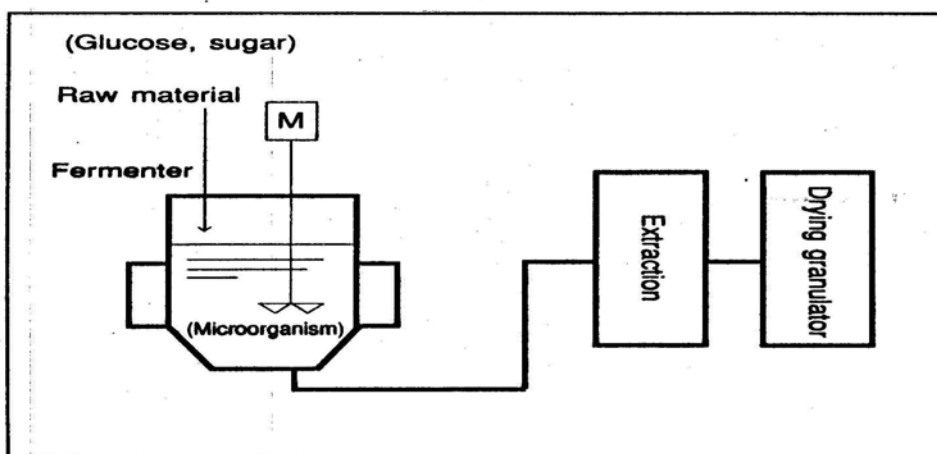 (Glucose, sugar)
Raw material
M
Fermenter
(Microorganism)
Extraction
Drying granulator